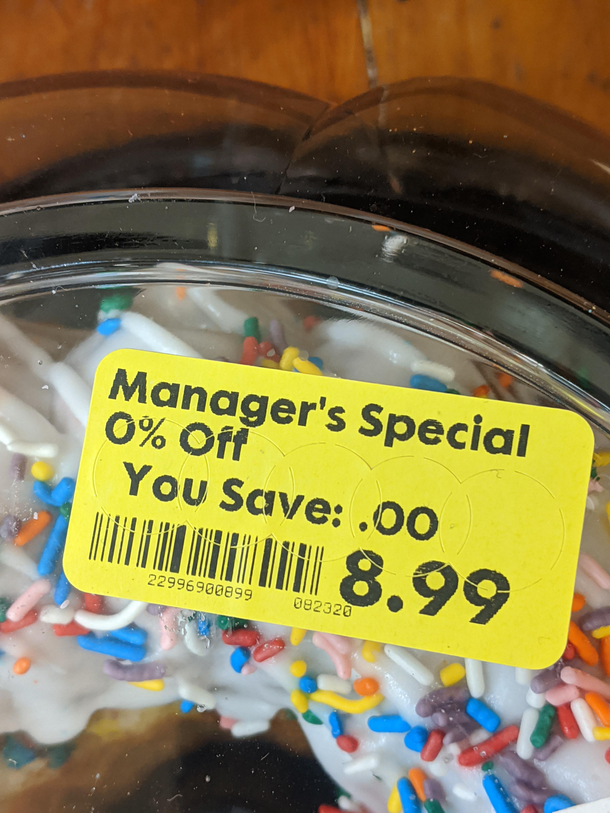 Manager's Special
0% Off
You Save: .00
8.99
22996900899
082320